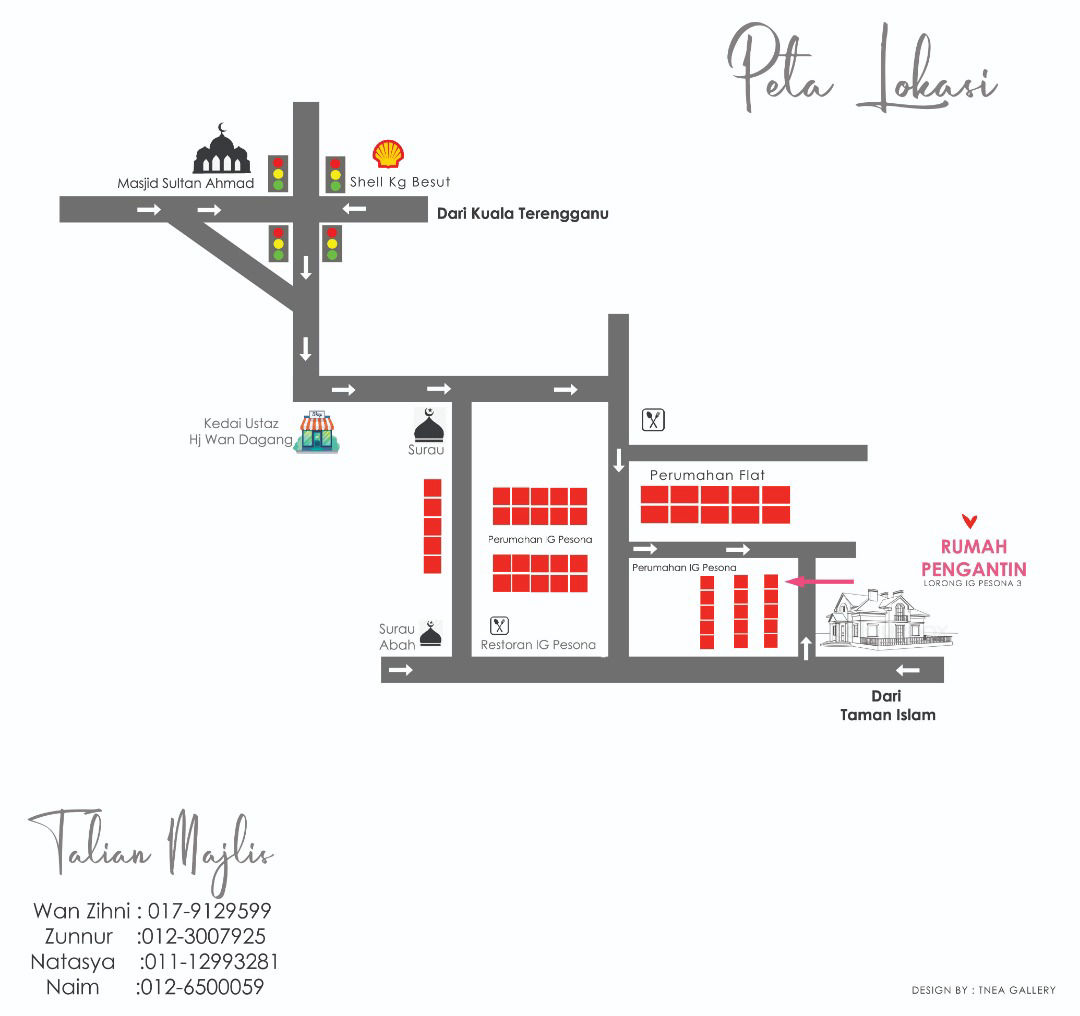 Peta Lokasi
Masjid Sultan Ahmad
Shell Kg Besut
Dari Kuala Terengganu
Kedai Ustaz
Hj Wan Dagang
Shop
Surau
Perumahan Flat
Perumahan IG Pesona
Perumahan IG Pesona
RUMAH
PENGANTIN
LORONG IG PESONA 3
Surau
Abah
Restoran IG Pesona
Dari
Taman Islam
Talian Majlis
Wan Zihni : 017-9129599
Zunnur :012-3007925
Natasya :011-12993281
Naim :012-6500059
DESIGN BY : TNEA GALLERY